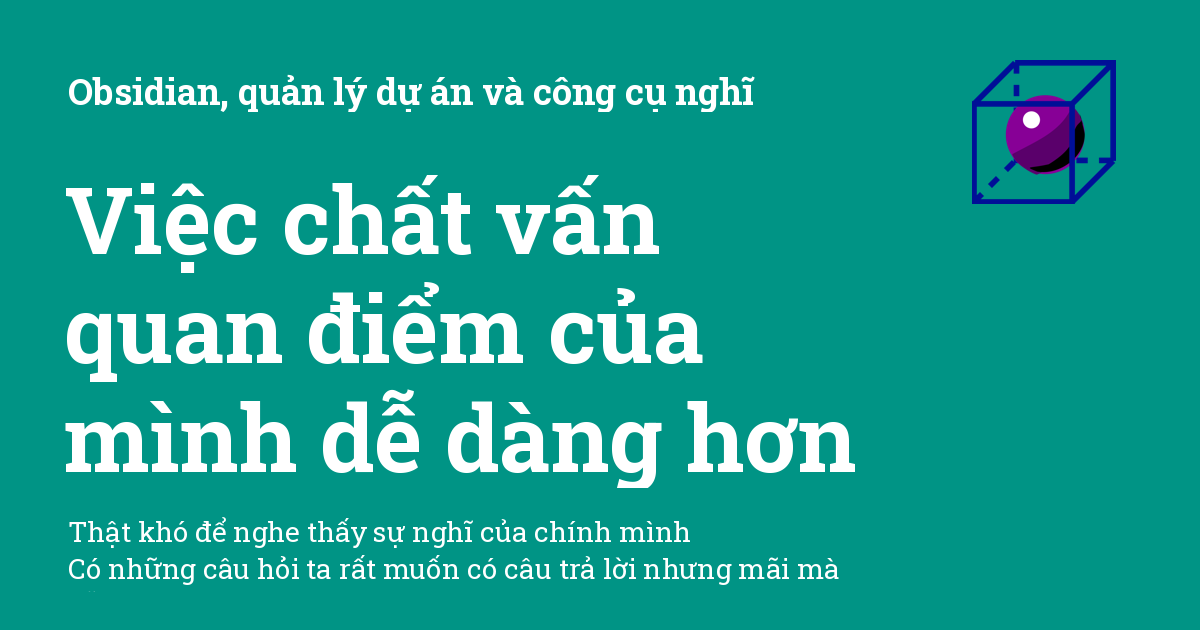 Obsidian, quản lý dự án và công cụ nghĩ
Việc chất vấn
quan điểm của
mình dễ dàng hơn
Thật khó để nghe thấy sự nghĩ của chính mình
Có những câu hỏi ta rất muốn có câu trả lời nhưng mãi mà